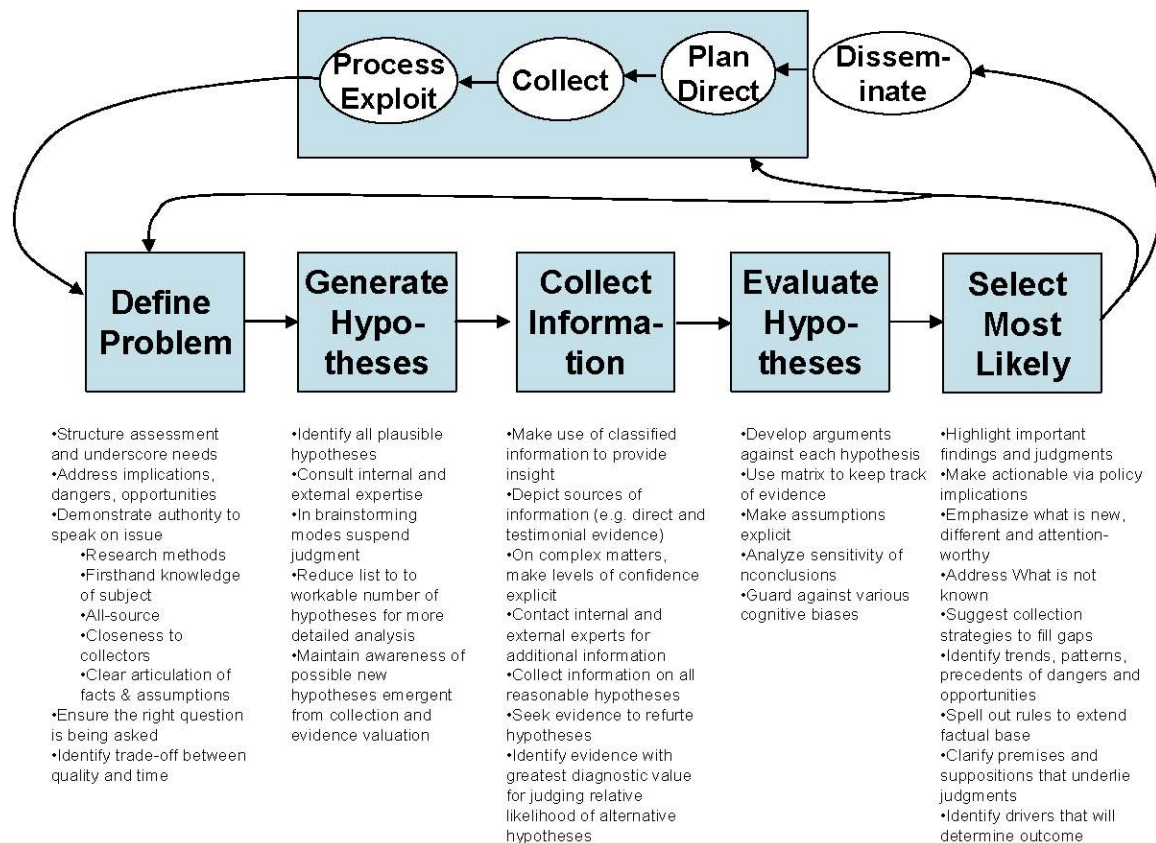 Process
Exploit
Collect
Plan
Direct
Dissem-
inate
Define
Problem
Generate
Hypo-
theses
Collect
Informa-
tion
Evaluate
Hypo-
theses
Select
Most
Likely
•Structure assessment
and underscore needs
•Address implications,
dangers, opportunities
•Demonstrate authority to
speak on issue
•Research methods
•Firsthand knowledge
of subject
•All-source
•Closeness to
collectors
•Clear articulation of
facts & assumptions
•Ensure the right question
is being asked
•Identify trade-off between
quality and time
•Identify all plausible
hypotheses
•Consult internal and
external expertise
•In brainstorming
modes suspend
judgment
•Reduce list to to
workable number of
hypotheses for more
detailed analysis
•Maintain awareness of
possible new
hypotheses emergent
from collection and
evidence valuation
•Make use of classified
information to provide
insight
•Depict sources of
information (e.g. direct and
testimonial evidence)
•On complex matters,
make levels of confidence
explicit
•Contact internal and
external experts for
additional information
•Collect information on all
reasonable hypotheses
•Seek evidence to refurte
hypotheses
•Identify evidence with
greatest diagnostic value
for judging relative
likelihood of alternative
hypotheses
•Develop arguments
against each hypothesis
•Use matrix to keep track
of evidence
•Make assumptions
explicit
•Analyze sensitivity of
nconclusions
•Guard against various
cognitive biases
•Highlight important
findings and judgments
•Make actionable via policy
implications
•Emphasize what is new,
different and attention-
worthy
•Address What is not
known
•Suggest collection
strategies to fill gaps
•Identify trends, patterns,
precedents of dangers and
opportunities
•Spell out rules to extend
factual base
•Clarify premises and
suppositions that underlie
judgments
•Identify drivers that will
determine outcome